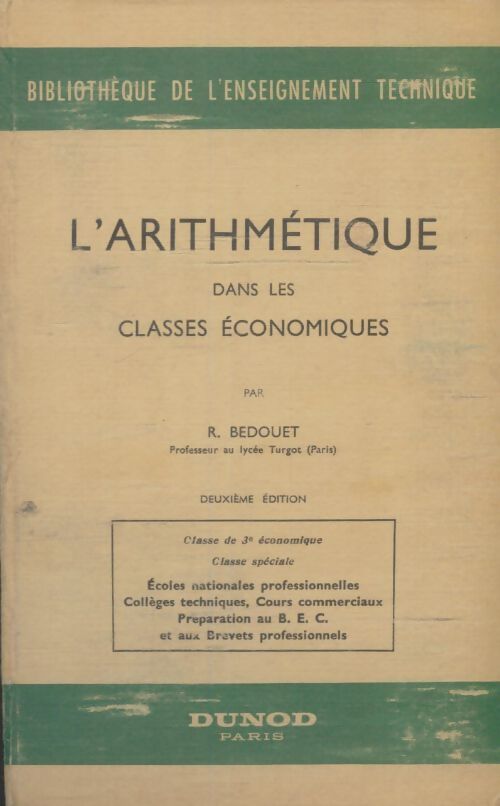 BIBLIOTHÈQUE DE L'ENSEIGNEMENT TECHNIQUE
L'ARITHMÉTIQUE
DANS LES
CLASSES ÉCONOMIQUES
PAR
R. BEDOUET
Professeur au lycée Turgot (Paris)
DEUXIÈME ÉDITION
Classe de 3e économique
Classe spéciale
Écoles nationales professionnelles
Collèges techniques, Cours commerciaux
Préparation au B. E. C.
et aux Brevets professionnels
DUNOD
PARIS